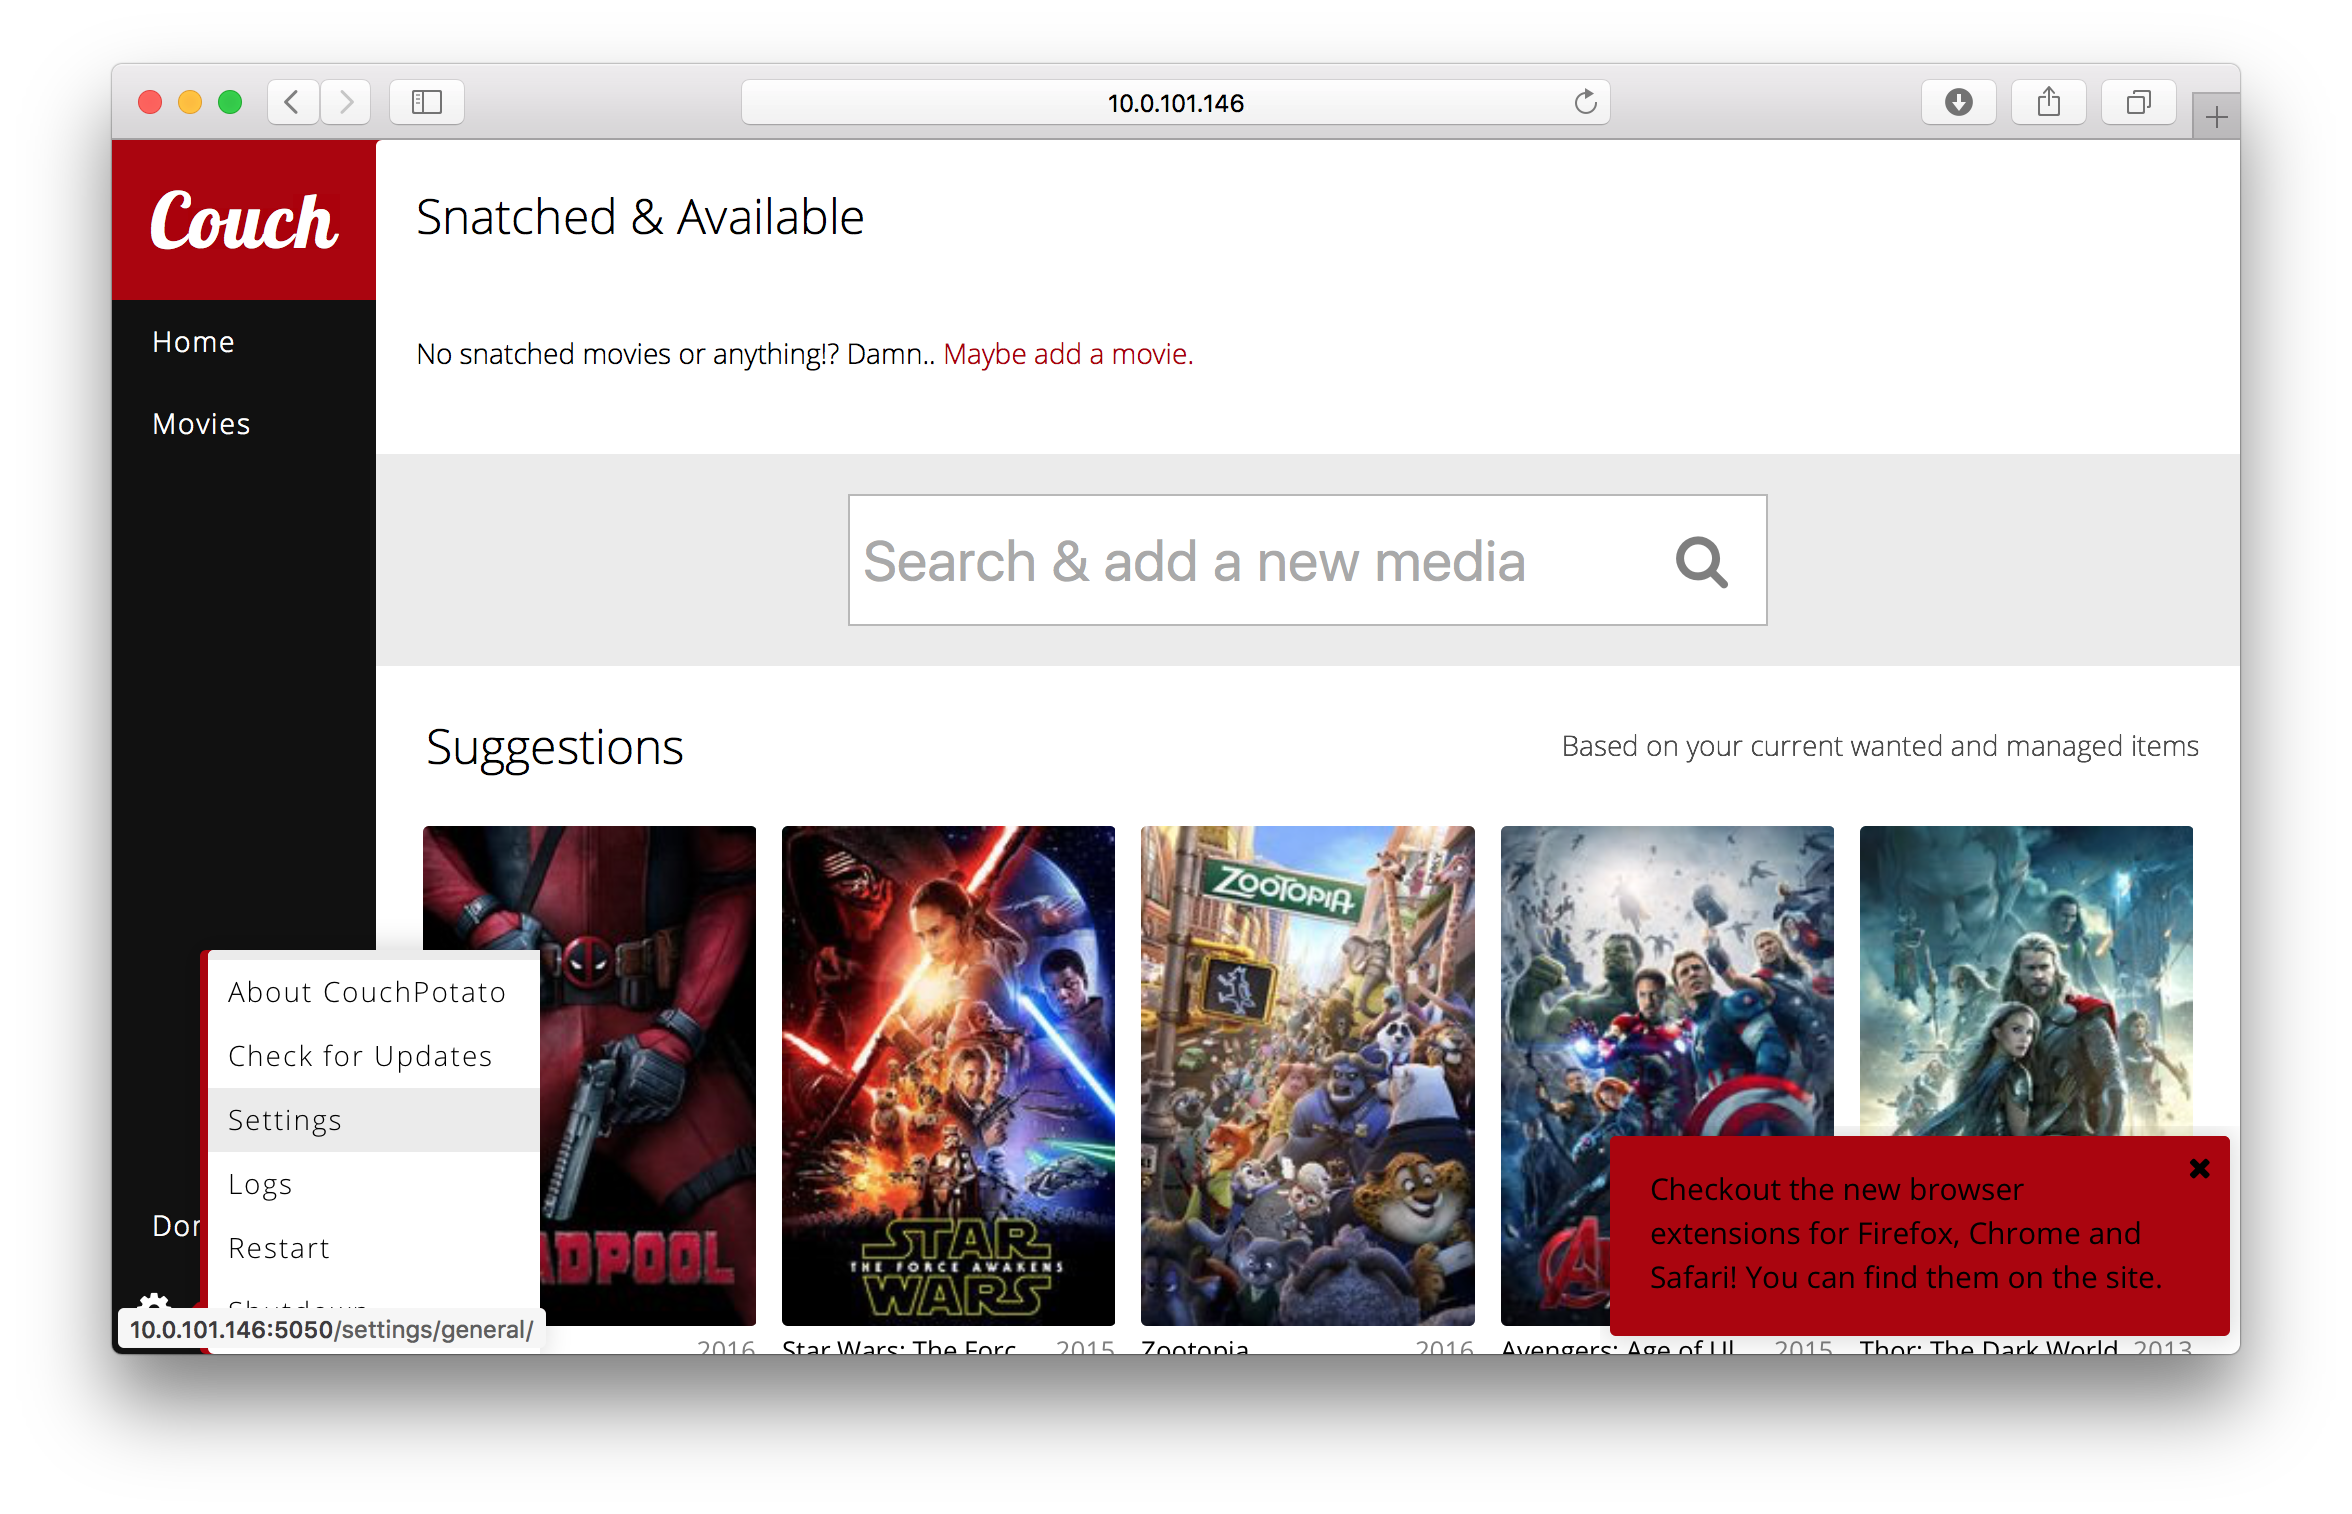 10.0.101.146
Couch
Home
Movies
Snatched & Available
No snatched movies or anything!? Damn.. Maybe add a movie.
Search & add a new media
Suggestions
Based on your current wanted and managed items
ZOOTOPIA
STAR
THE FORCE AWAKENS
WARS
About CouchPotato
Check for Updates
Settings
Logs
Restart
Shutdown
10.0.101.146:5050/settings/general/
Checkout the new browser
extensions for Firefox, Chrome and
Safari! You can find them on the site.
2016
Star Wars: The Forc 2015
Zootopia 2016
Avengers: Age of Ul 2015
Thor: The Dark World 2013